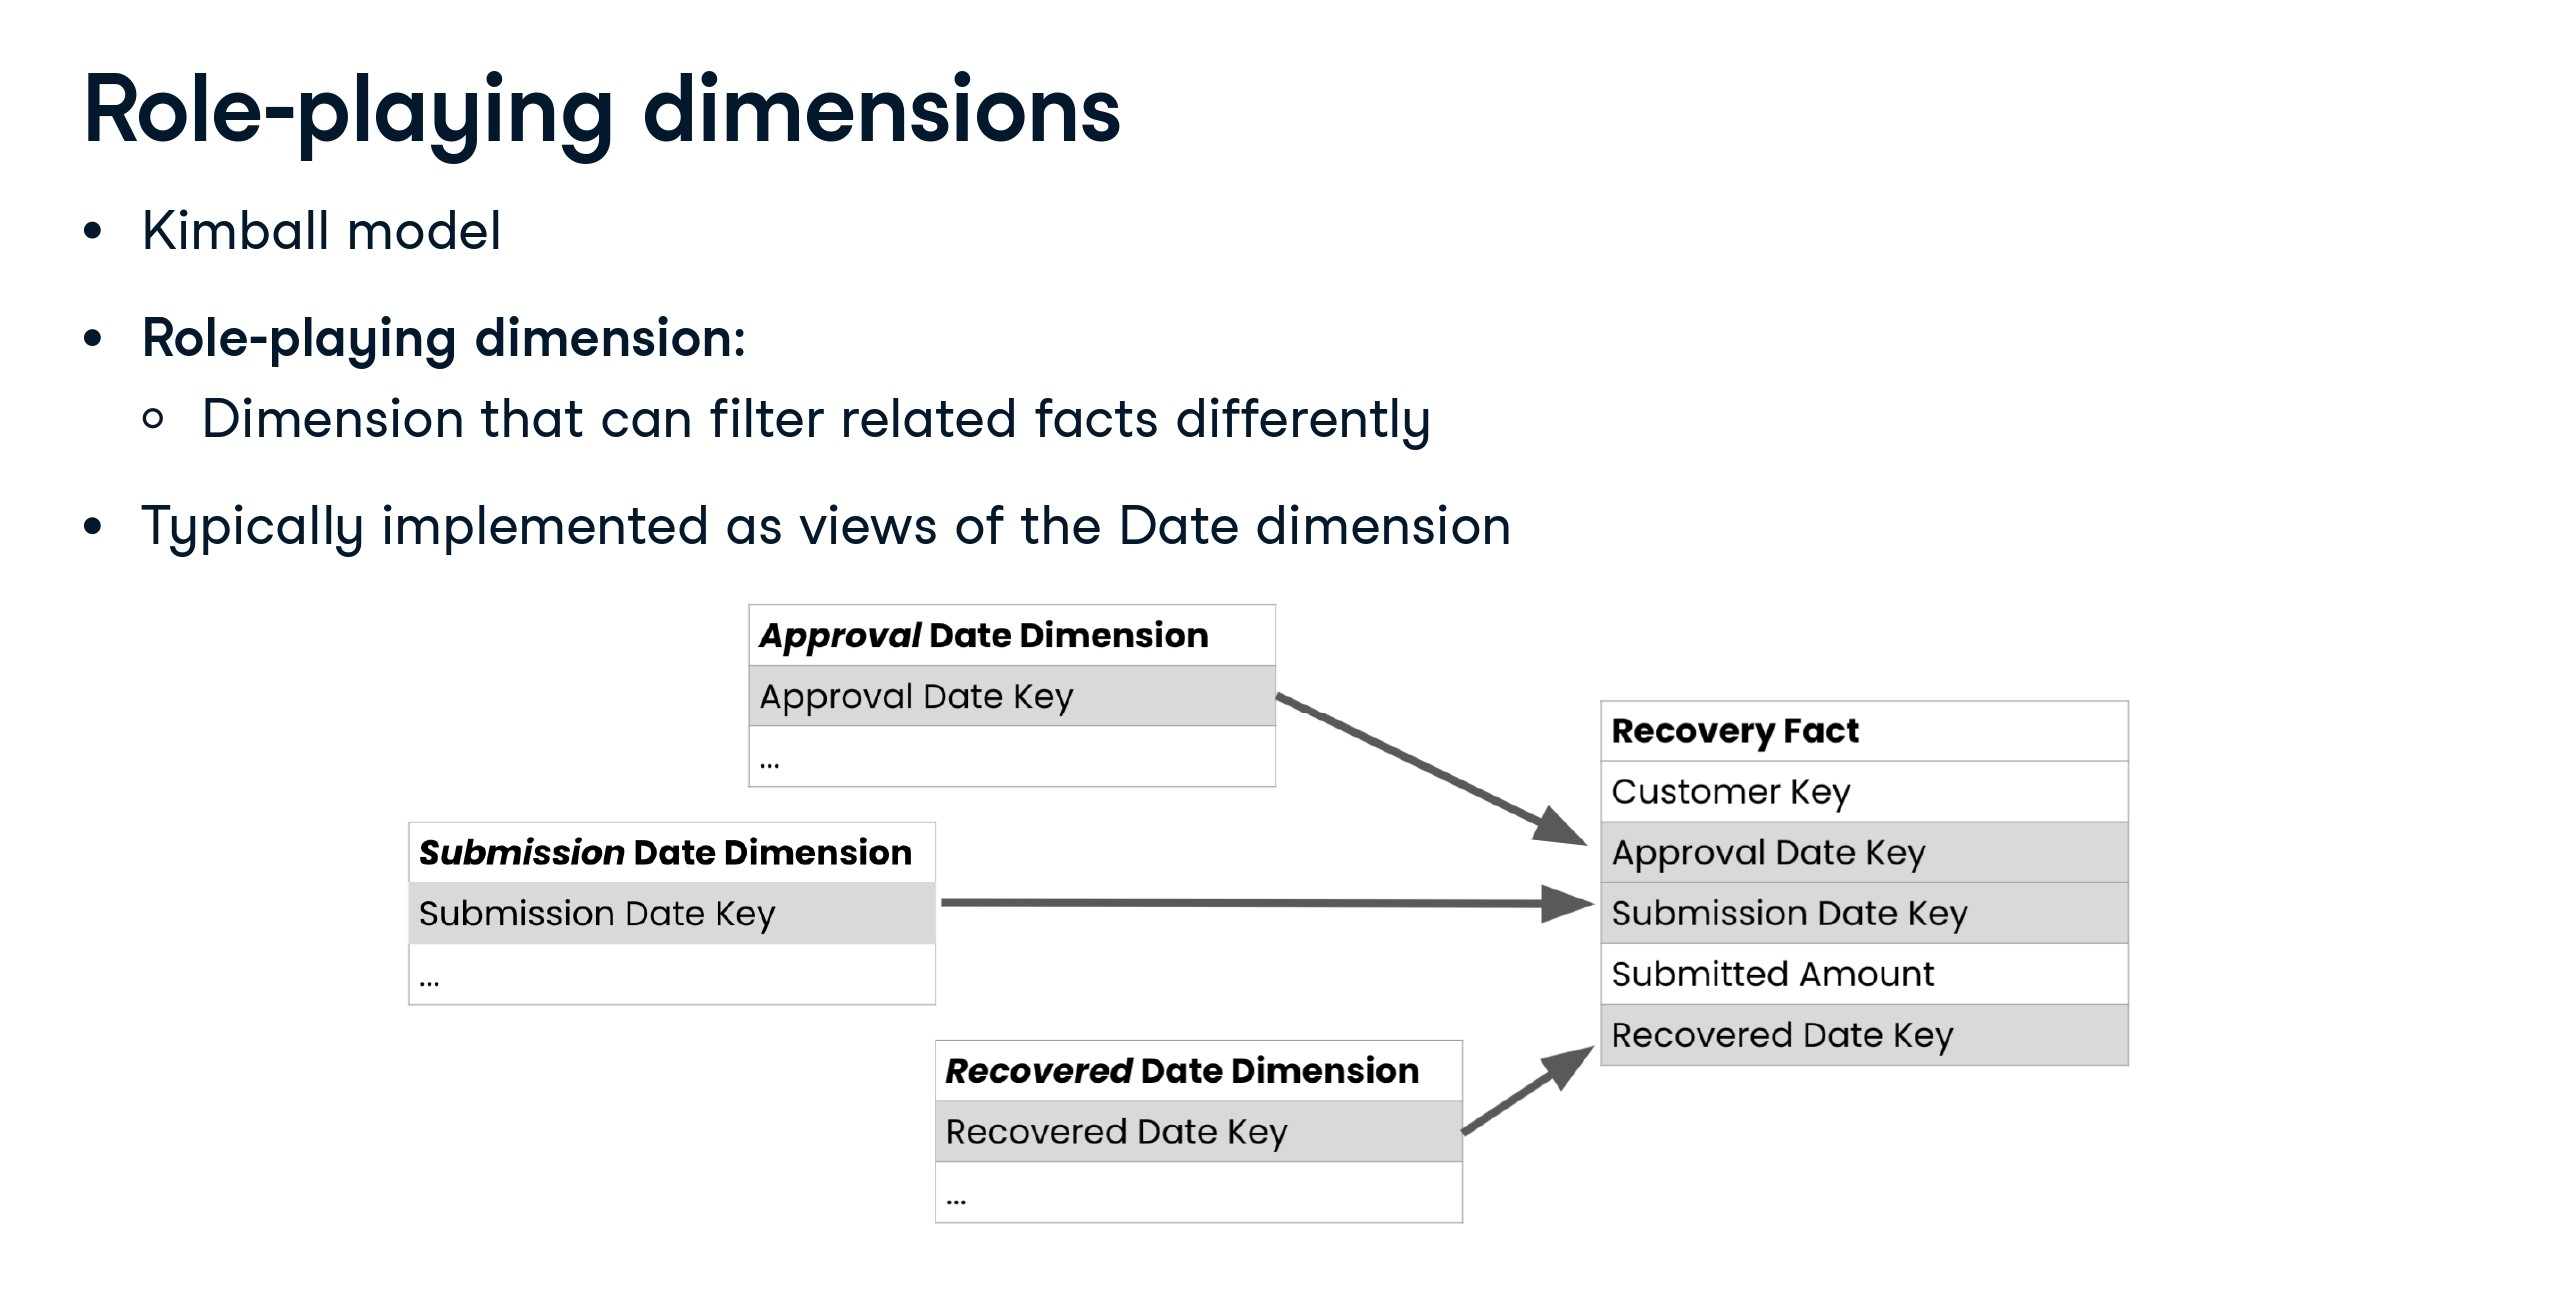 Role-playing dimensions
• Kimball model
• Role-playing dimension:
○ Dimension that can filter related facts differently
• Typically implemented as views of the Date dimension
Approval Date Dimension
Approval Date Key
...
Submission Date Dimension
Submission Date Key
...
Recovered Date Dimension
Recovered Date Key
...
Recovery Fact
Customer Key
Approval Date Key
Submission Date Key
Submitted Amount
Recovered Date Key